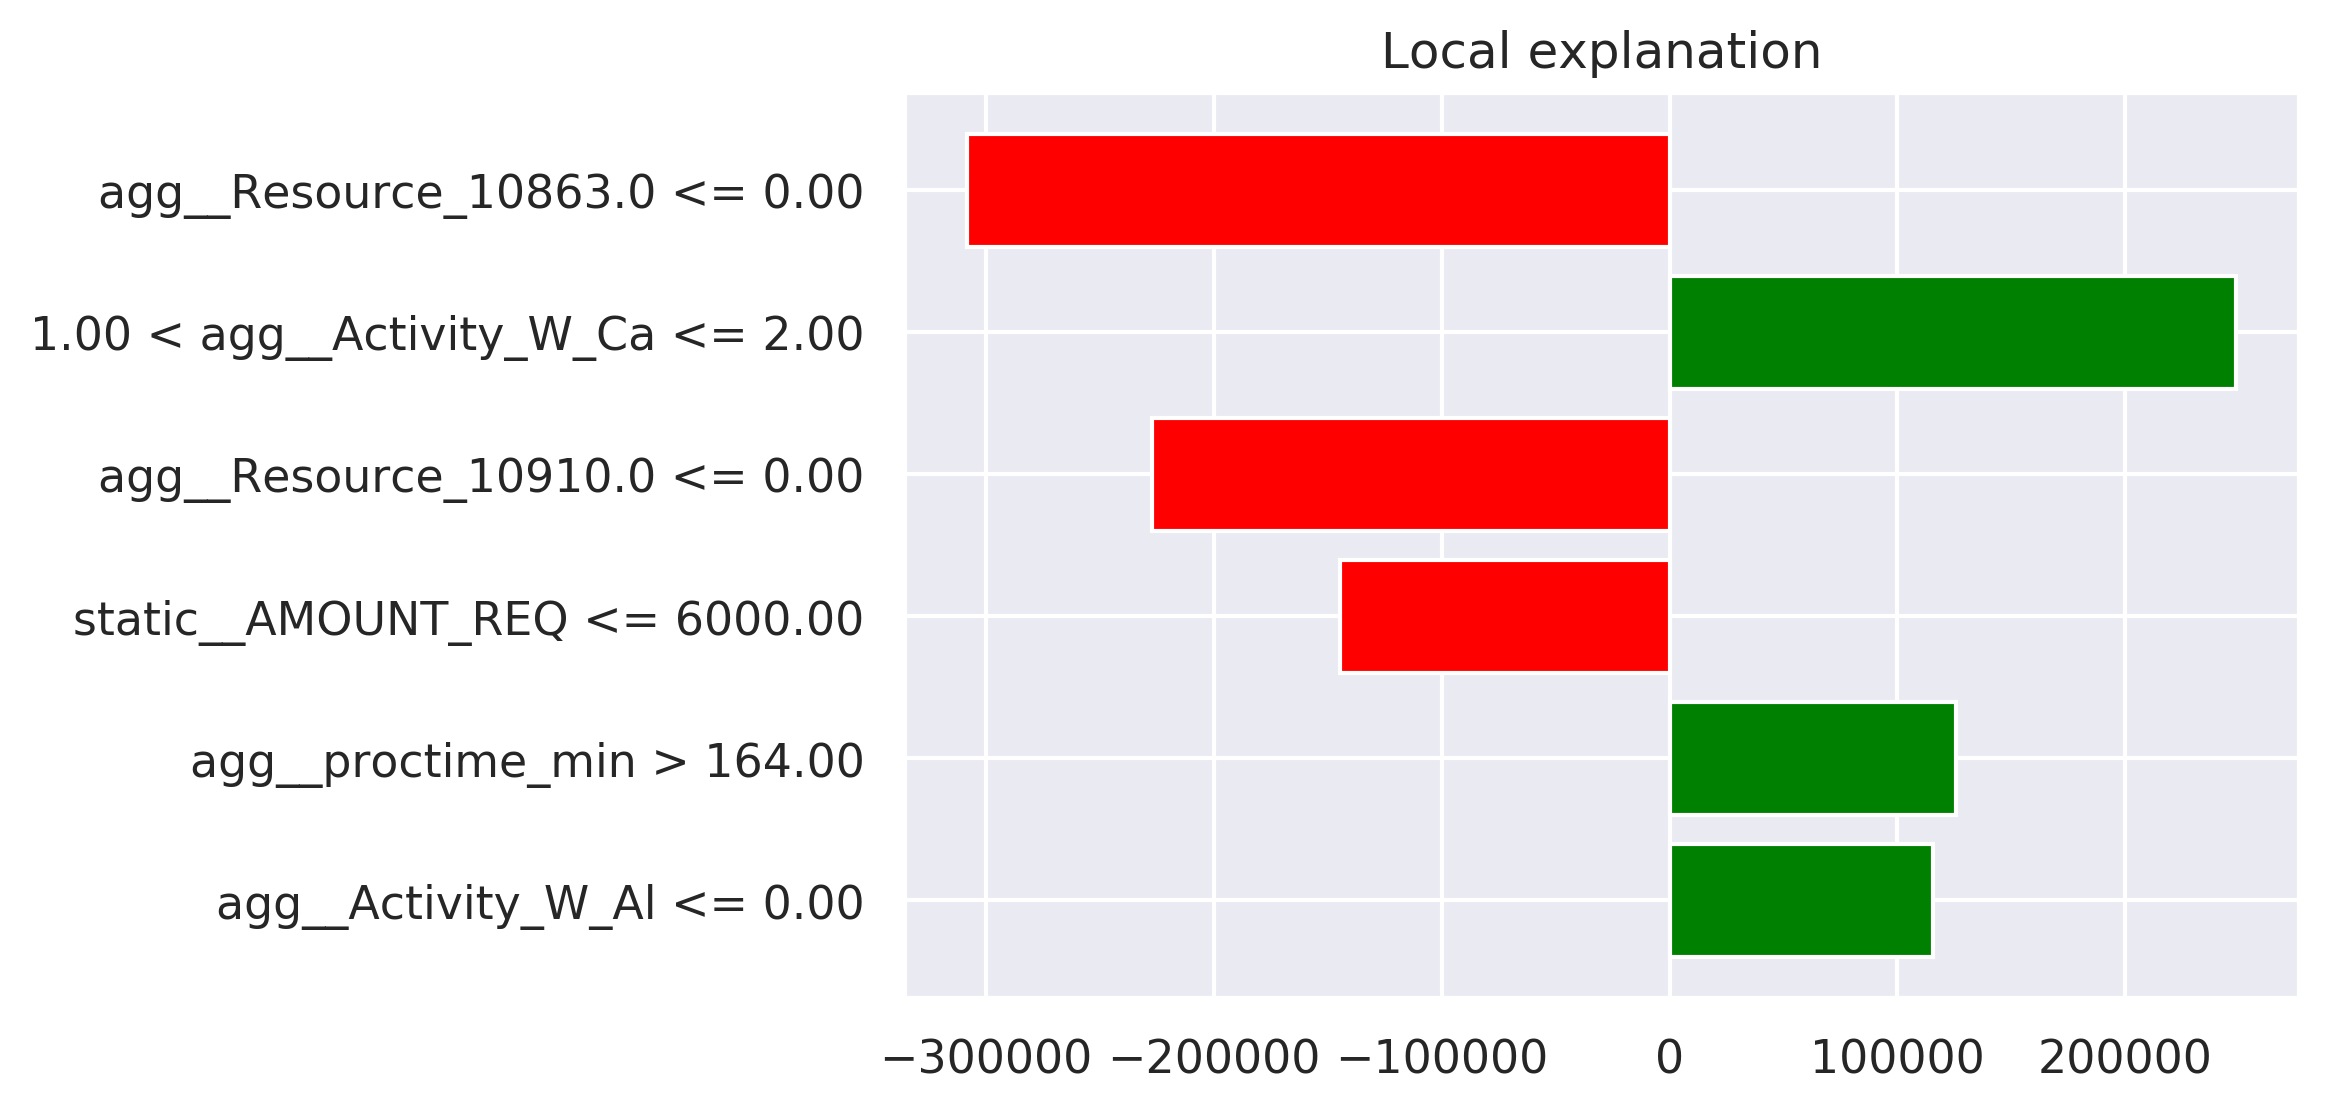 Local explanation
agg__Resource_10863.0 <= 0.00
1.00 < agg__Activity_W_Ca <= 2.00
agg__Resource_10910.0 <= 0.00
static__AMOUNT_REQ <= 6000.00
agg__proctime_min > 164.00
agg__Activity_W_Al <= 0.00
−300000 −200000 −100000 0 100000 200000